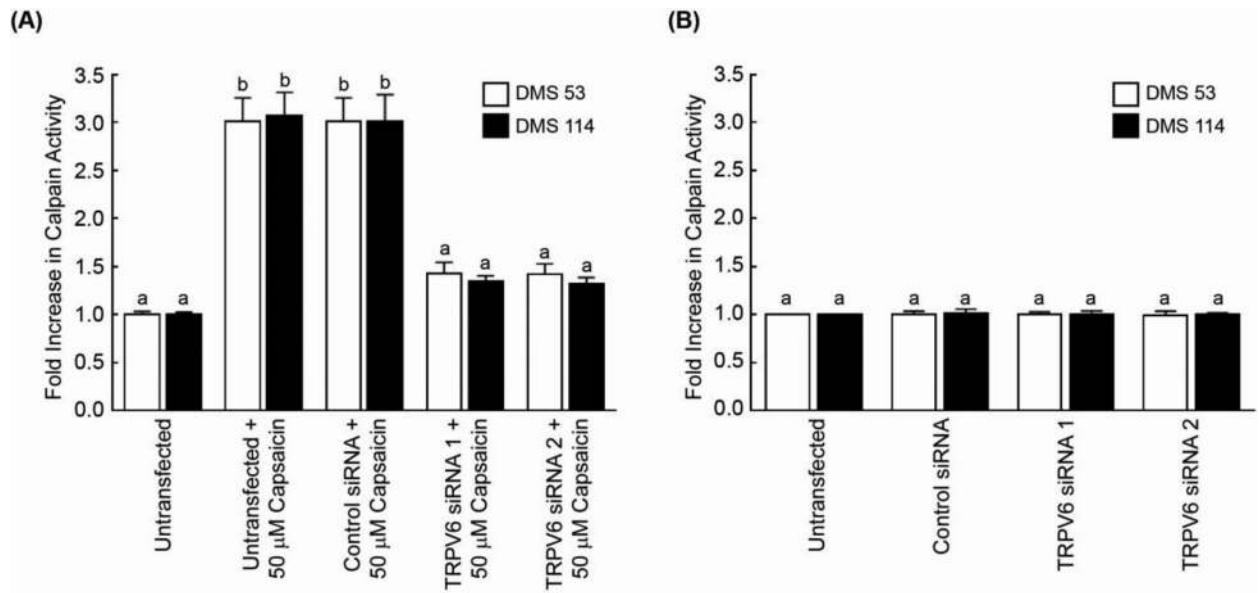 (A)
Fold Increase in Calpain Activity
3.5
3.0
2.5
2.0
1.5
1.0
0.5
0.0
DMS 53
DMS 114
a a b b b b a a a a
Untransfected
Untransfected +
50 μM Capsaicin
Control siRNA +
50 μM Capsaicin
TRPV6 siRNA 1 +
50 μM Capsaicin
TRPV6 siRNA 2 +
50 μM Capsaicin
(B)
Fold Increase in Calpain Activity
3.5
3.0
2.5
2.0
1.5
1.0
0.5
0.0
DMS 53
DMS 114
a a a a a a a a
Untransfected
Control siRNA
TRPV6 siRNA 1
TRPV6 siRNA 2